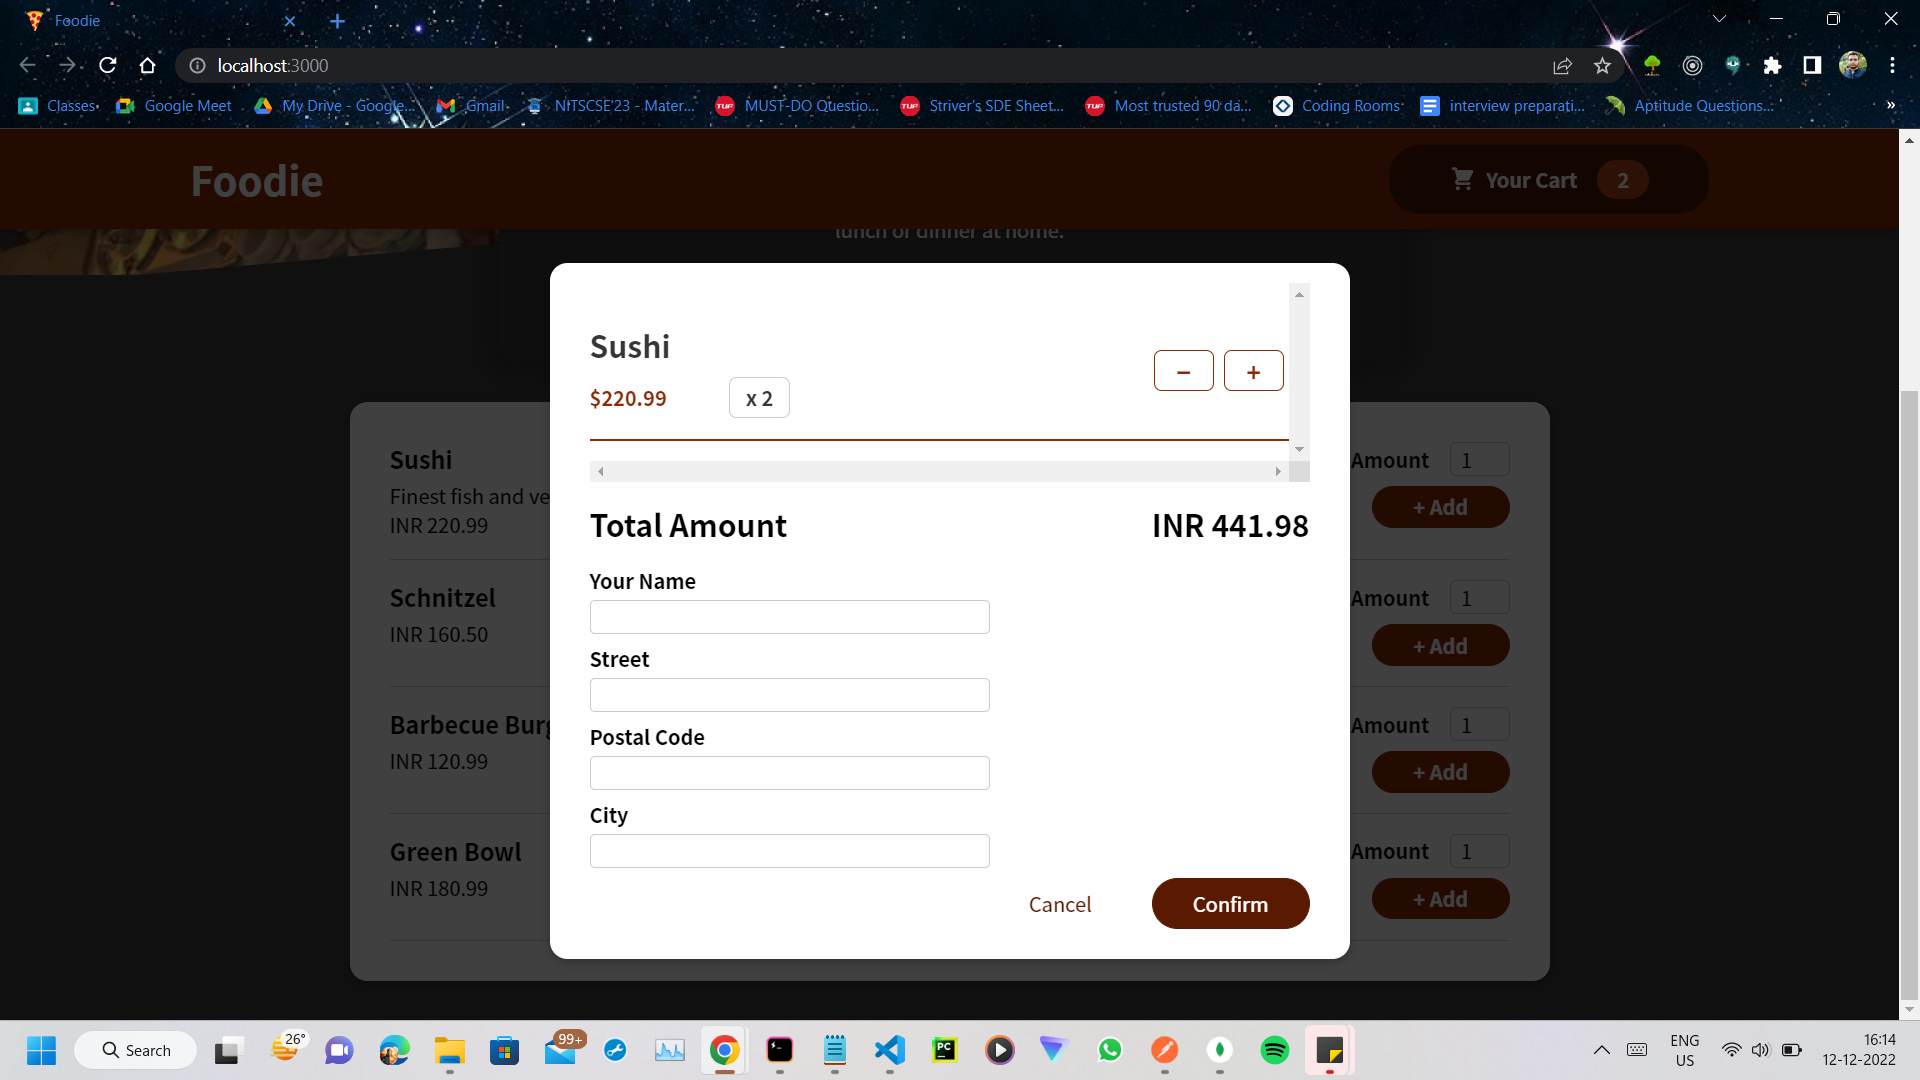 Foodie
localhost:3000
Classes
Google Meet
My Drive - Google...
Gmail
NITSCSE'23 - Mater...
MUST-DO Questio...
Striver's SDE Sheet...
Most trusted 90 da...
Coding Rooms
interview preparati...
Aptitude Questions...
»
Foodie
Your Cart 2
lunch or dinner at home.
Sushi
$220.99
x 2
−
+
Total Amount
INR 441.98
Your Name
Street
Postal Code
City
Cancel
Confirm
Sushi
Finest fish and ve
INR 220.99
Amount 1
+ Add
Schnitzel
INR 160.50
Amount 1
+ Add
Barbecue Burg
INR 120.99
Amount 1
+ Add
Green Bowl
INR 180.99
Amount 1
+ Add
Search
26°
99+
PC
ENG
US
16:14
12-12-2022